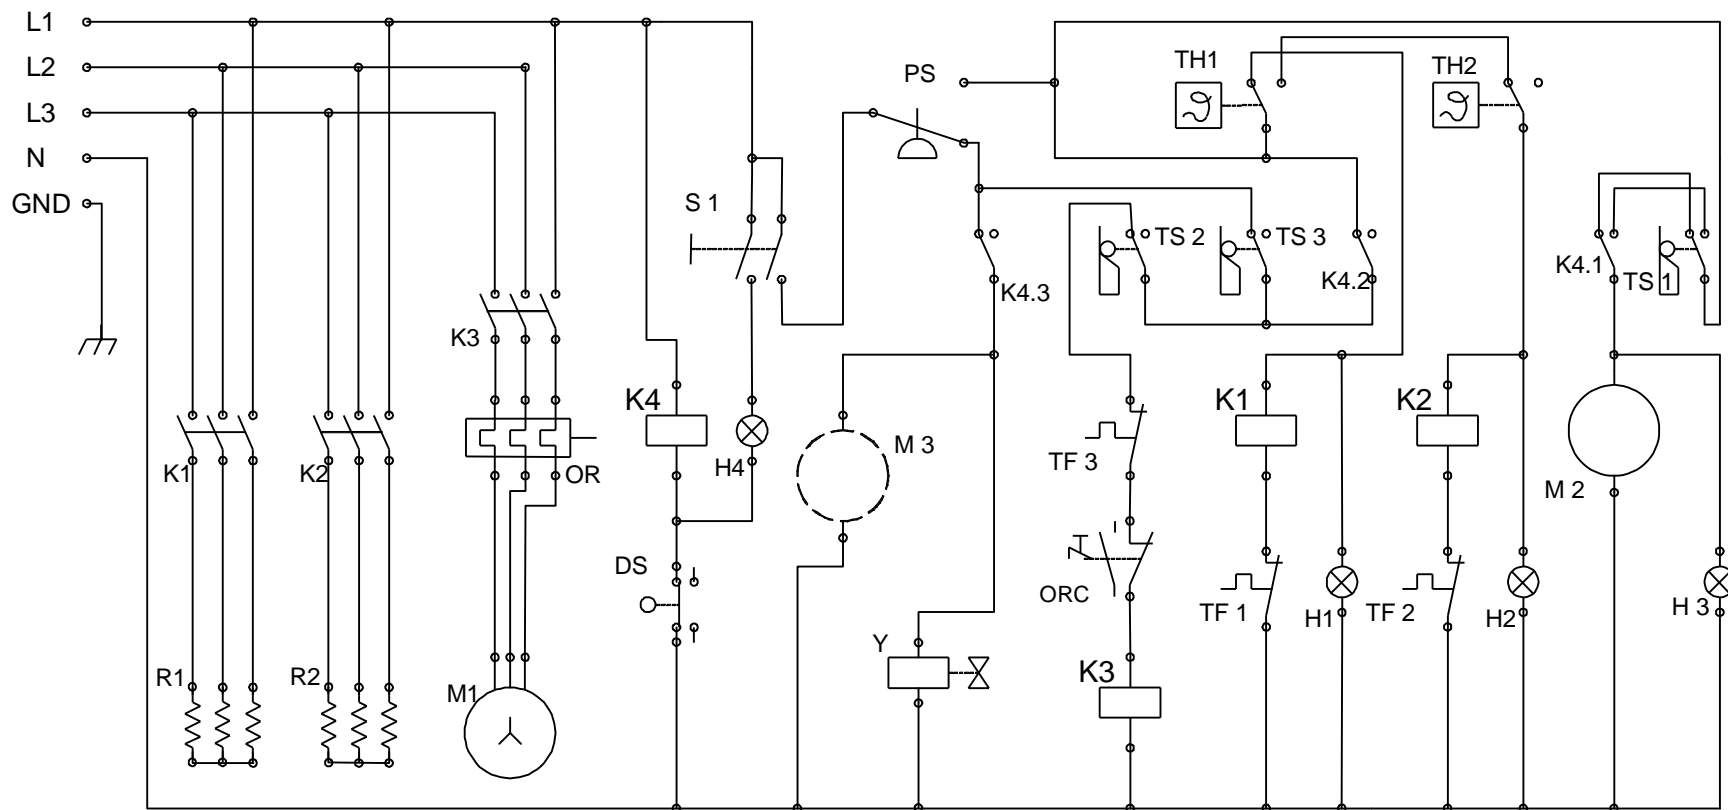 L1
L2
L3
N
GND
PS
TH1
TH2
S 1
TS 2
TS 3
K4.3
K4.2
K4.1
TS 1
K3
K4
K1
K2
M 3
M 2
K1
K2
OR
H4
TF 3
DS
ORC
TF 1
H1
TF 2
H2
H 3
R1
R2
M1
Y
K3